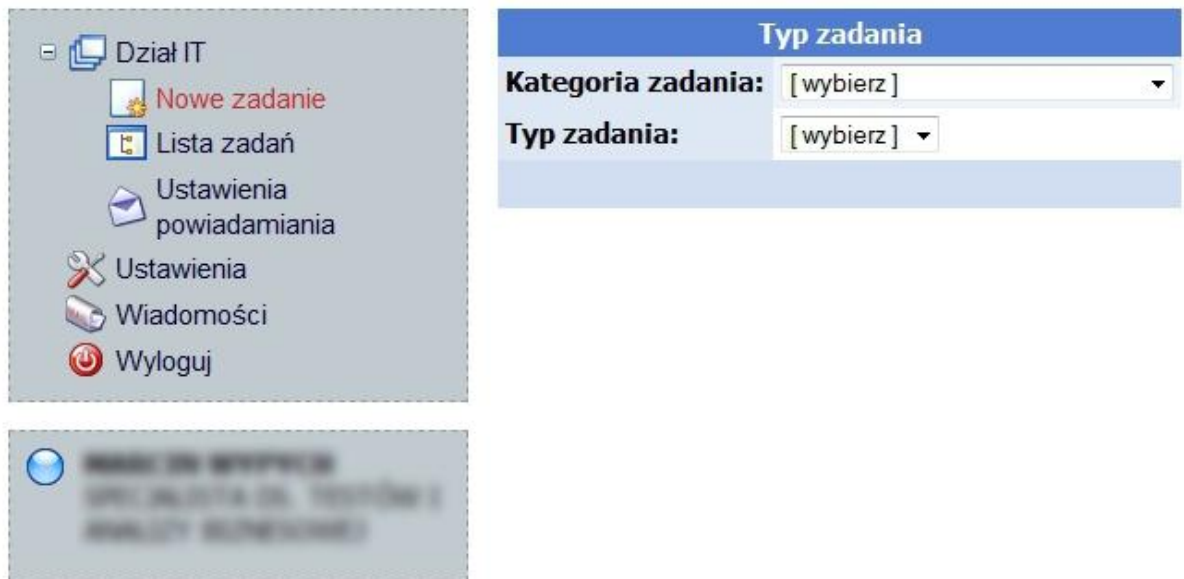 Dział IT
Nowe zadanie
Lista zadań
Ustawienia
powiadamiania
Ustawienia
Wiadomości
Wyloguj
Typ zadania
Kategoria zadania: [ wybierz ]
Typ zadania: [ wybierz ]